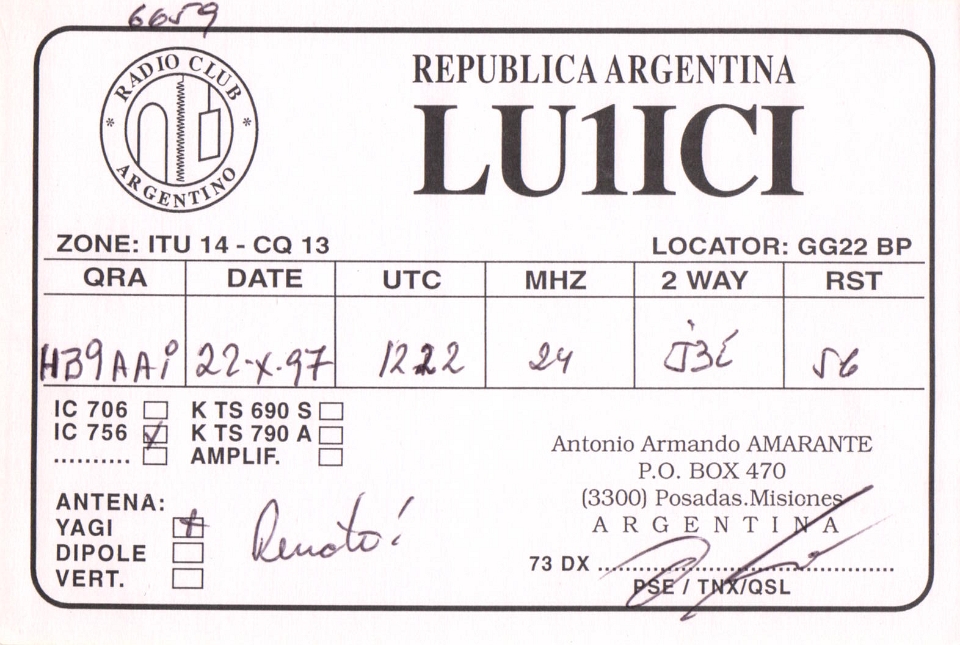 6659
RADIO CLUB
* *
ARGENTINO
REPUBLICA ARGENTINA
LU1ICI
ZONE: ITU 14 - CQ 13 LOCATOR: GG22 BP
QRA DATE UTC MHZ 2 WAY RST
HB9AAi 22-X-97 1222 24 J3E 56
IC 706 K TS 690 S
IC 756 K TS 790 A
.......... AMPLIF.
Antonio Armando AMARANTE
P.O. BOX 470
(3300) Posadas.Misiones
ARGENTINA
ANTENA:
YAGI
DIPOLE
VERT.
Renato!
73 DX
PSE / TNX/QSL